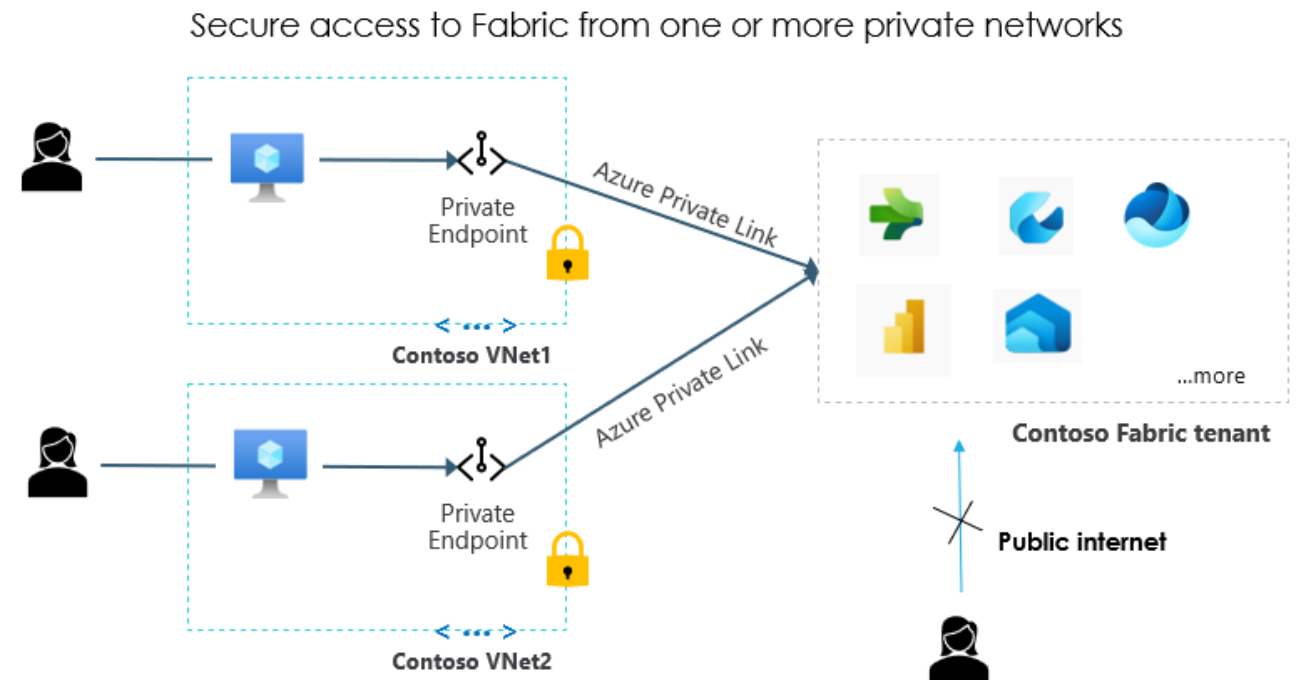 Secure access to Fabric from one or more private networks
Private
Endpoint
Azure Private Link
Contoso VNet1
Private
Endpoint
Azure Private Link
Contoso VNet2
...more
Contoso Fabric tenant
Public internet